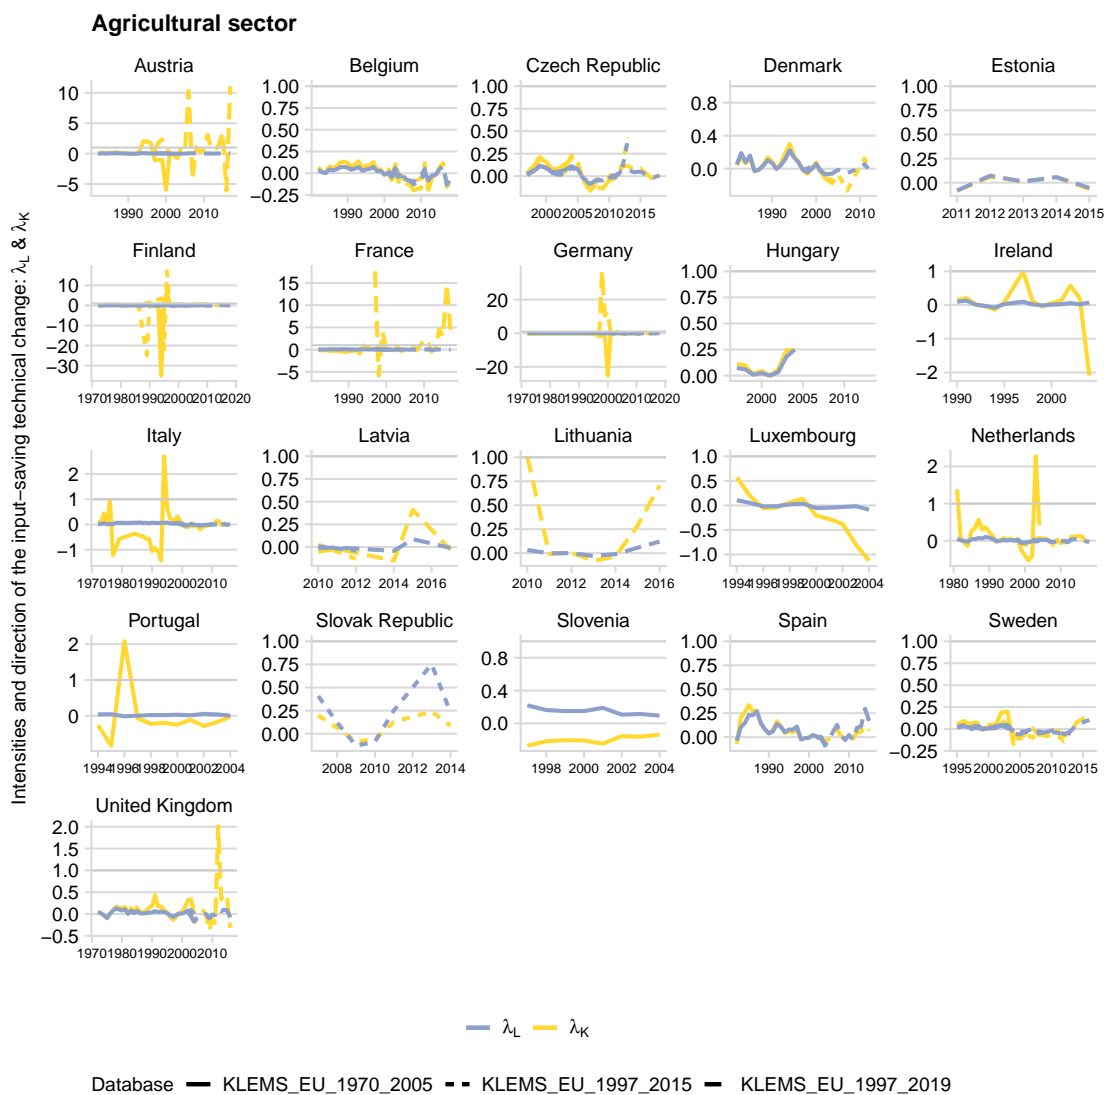 Agricultural sector
Intensities and direction of the input−saving technical change: λL & λK
Austria
10
5
0
−5
1990 2000 2010
Belgium
1.00
0.75
0.50
0.25
0.00
−0.25
1990 2000 2010
Czech Republic
1.00
0.75
0.50
0.25
0.00
2000 2005 2010 2015
Denmark
0.8
0.4
0.0
1990 2000 2010
Estonia
1.00
0.75
0.50
0.25
0.00
2011 2012 2013 2014 2015
Finland
10
0
−10
−20
−30
1970 1980 1990 2000 2010 2020
France
15
10
5
0
−5
1990 2000 2010
Germany
20
0
−20
1970 1980 1990 2000 2010 2020
Hungary
1.00
0.75
0.50
0.25
0.00
2000 2005 2010
Ireland
1
0
−1
−2
1990 1995 2000
Italy
2
1
0
−1
1970 1980 1990 2000 2010
Latvia
1.00
0.75
0.50
0.25
0.00
2010 2012 2014 2016
Lithuania
1.00
0.75
0.50
0.25
0.00
2010 2012 2014 2016
Luxembourg
1.0
0.5
0.0
−0.5
−1.0
1994 1996 1998 2000 2002 2004
Netherlands
2
1
0
1980 1990 2000 2010
Portugal
2
1
0
1994 1996 1998 2000 2002 2004
Slovak Republic
1.00
0.75
0.50
0.25
0.00
2008 2010 2012 2014
Slovenia
0.8
0.4
0.0
1998 2000 2002 2004
Spain
1.00
0.75
0.50
0.25
0.00
1990 2000 2010
Sweden
1.00
0.75
0.50
0.25
0.00
−0.25
1995 2000 2005 2010 2015
United Kingdom
2.0
1.5
1.0
0.5
0.0
−0.5
1970 1980 1990 2000 2010
λL λK
Database KLEMS_EU_1970_2005 KLEMS_EU_1997_2015 KLEMS_EU_1997_2019